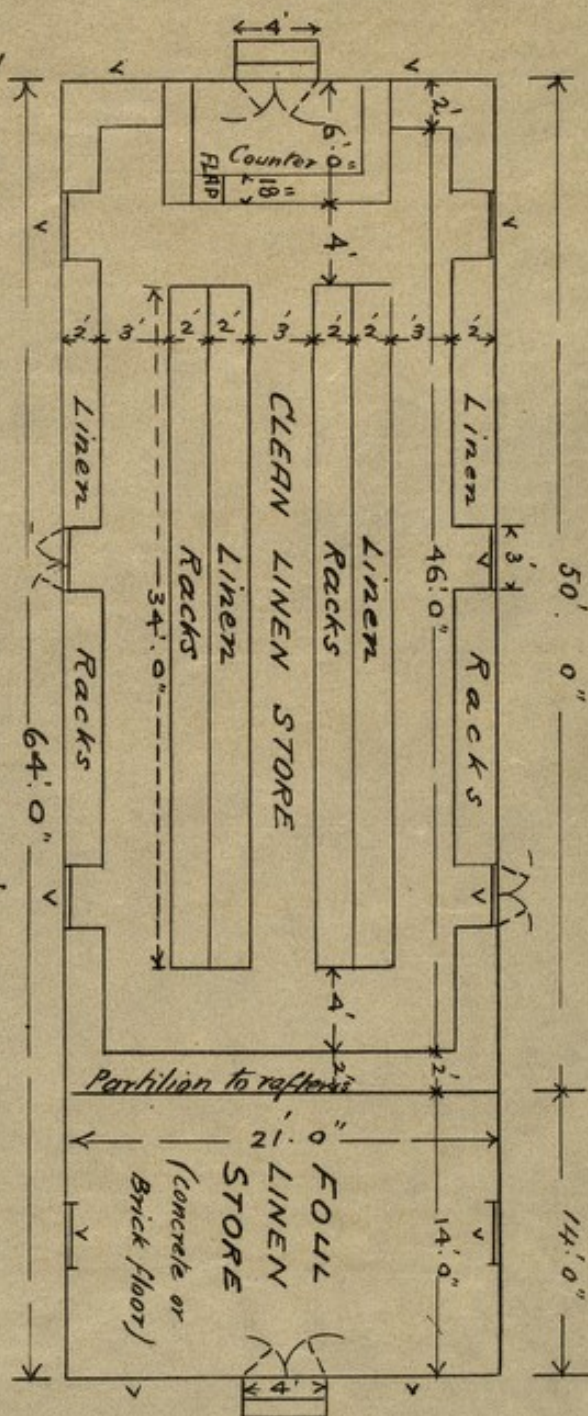 4'
2'
6'.0"
Counter
FLAP
18"
4'
2' 3' 2' 2' 3' 2' 2' 3' 2'
Linen
Racks
Linen
Racks
Linen
Racks
Linen
Racks
CLEAN LINEN STORE
34'.0"
46'.0"
3'
50'. 0"
64'.0"
4'
2'
2'
Partition to rafters
21'.0"
FOUL
LINEN
STORE
(concrete or
Brick floor)
14'.0"
14'.0"
4'